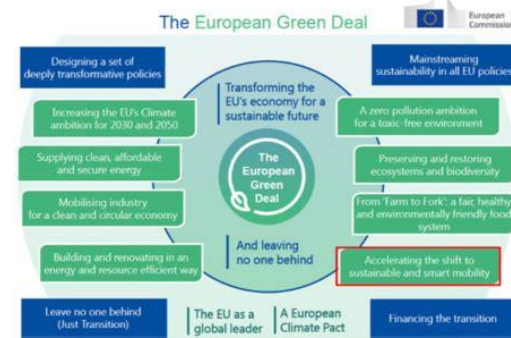 The European Green Deal
European
Commission
Designing a set of
deeply transformative policies
Mainstreaming
sustainability in all EU policies
Transforming the
EU's economy for a
sustainable future
Increasing the EU's Climate
ambition for 2030 and 2050
Supplying clean, affordable
and secure energy
Mobilising industry
for a clean and circular economy
Building and renovating in an
energy and resource efficient way
The
European
Green
Deal
A zero pollution ambition
for a toxic-free environment
Preserving and restoring
ecosystems and biodiversity
From 'Farm to Fork': a fair, healthy
and environmentally friendly food
system
Accelerating the shift to
sustainable and smart mobility
And leaving
no one behind
Leave no one behind
(Just Transition)
The EU as a
global leader
A European
Climate Pact
Financing the transition